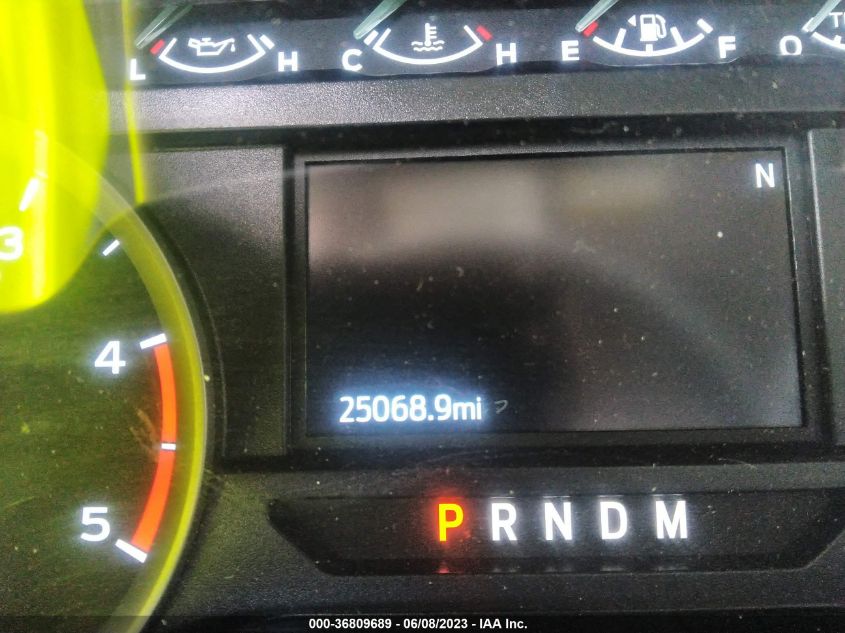 L H C H E F O
N
3
4
25068.9mi
5
P R N D M
000-36809689 - 06/08/2023 - IAA Inc.